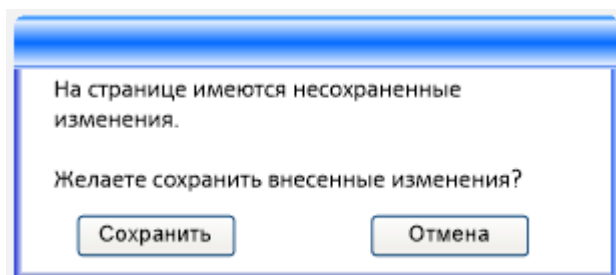 На странице имеются несохраненные
изменения.
Желаете сохранить внесенные изменения?
Сохранить Отмена